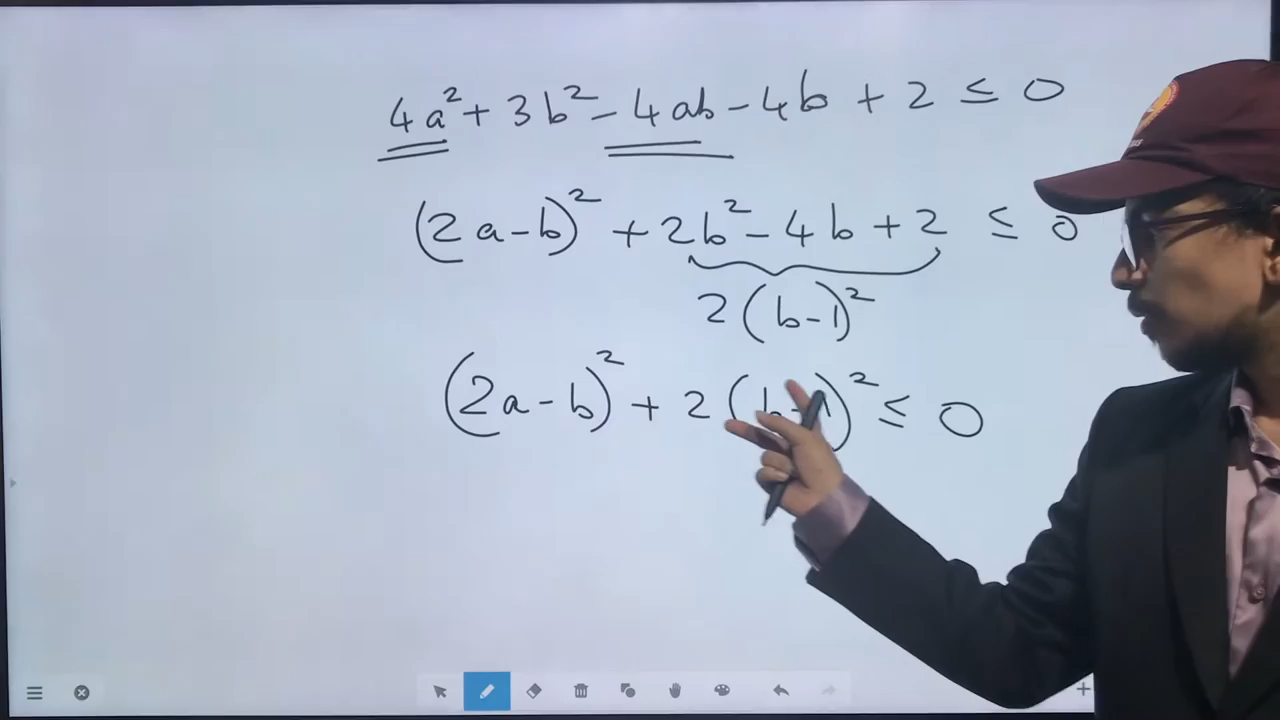 4a² + 3b² - 4ab - 4b + 2 ≤ 0
(2a-b)² + 2b² - 4b + 2 ≤ 0
2(b-1)²
(2a-b)² + 2(b-1)² ≤ 0